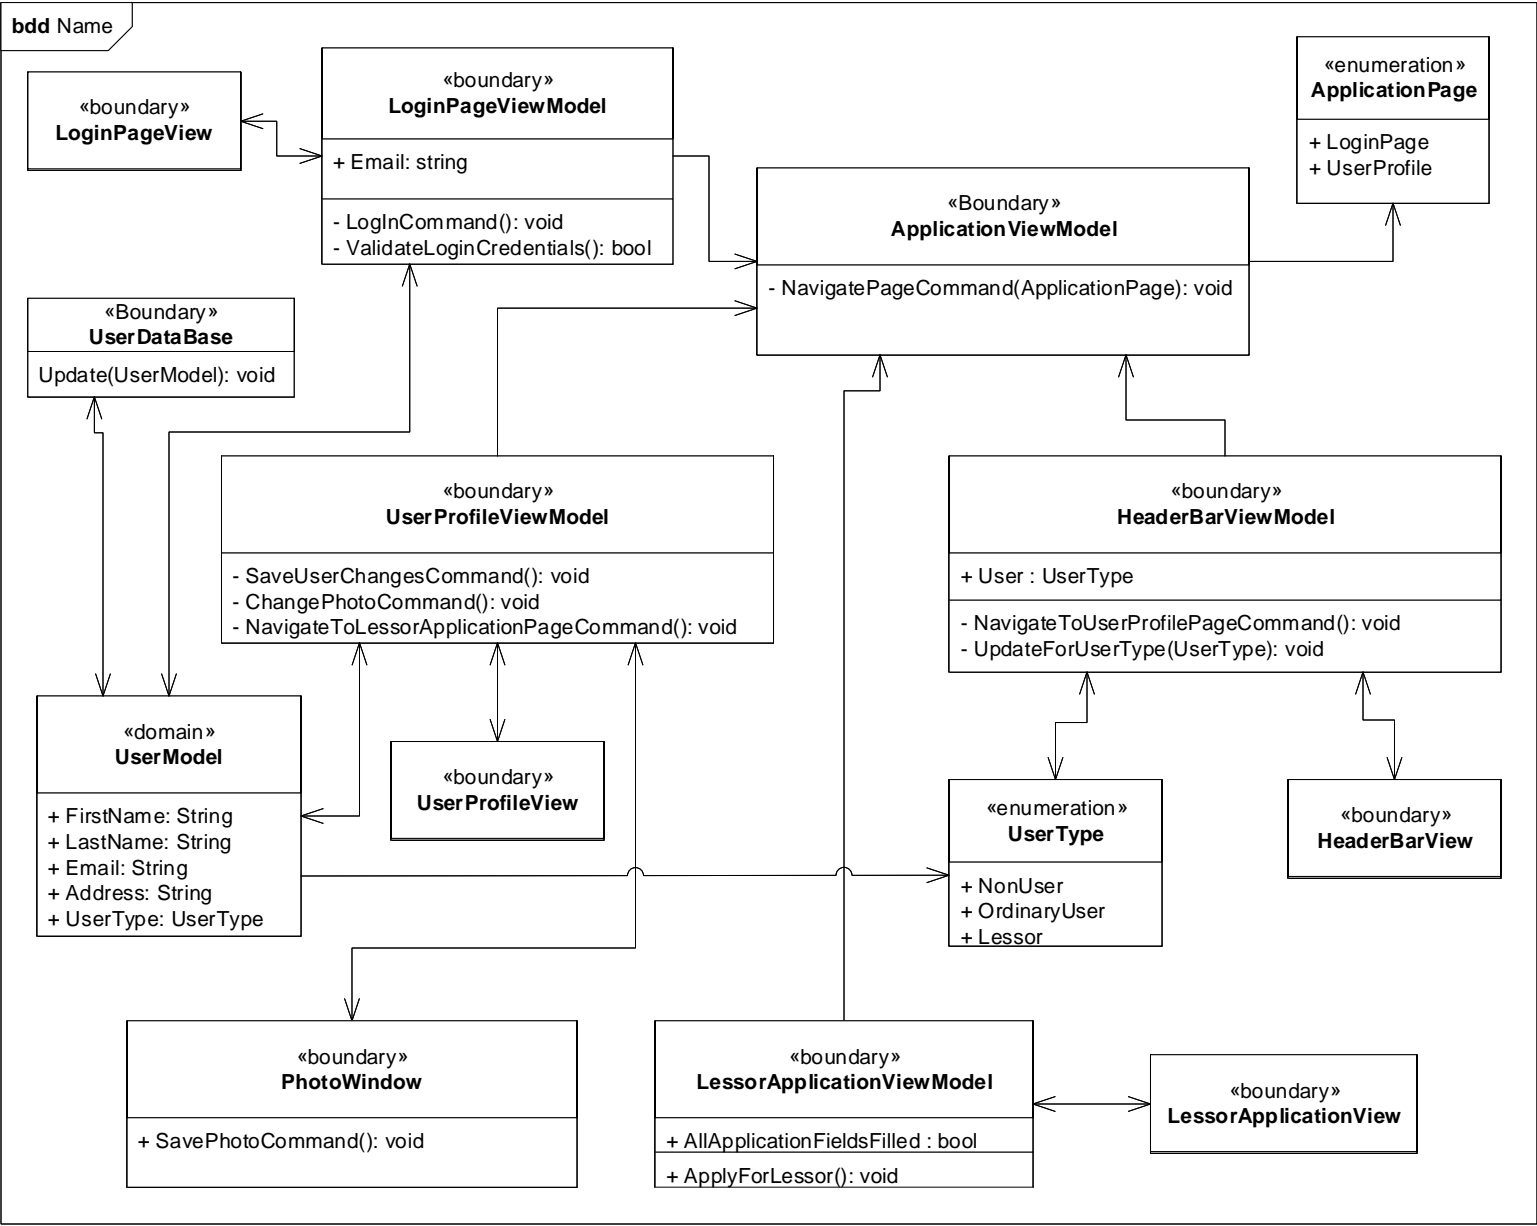 bdd Name
«boundary»
LoginPageView
«boundary»
LoginPageViewModel
+ Email: string
- LogInCommand(): void
- ValidateLoginCredentials(): bool
«enumeration»
ApplicationPage
+ LoginPage
+ UserProfile
«Boundary»
ApplicationViewModel
- NavigatePageCommand(ApplicationPage): void
«Boundary»
UserDataBase
Update(UserModel): void
«boundary»
UserProfileViewModel
- SaveUserChangesCommand(): void
- ChangePhotoCommand(): void
- NavigateToLessorApplicationPageCommand(): void
«boundary»
HeaderBarViewModel
+ User : UserType
- NavigateToUserProfilePageCommand(): void
- UpdateForUserType(UserType): void
«domain»
UserModel
+ FirstName: String
+ LastName: String
+ Email: String
+ Address: String
+ UserType: UserType
«boundary»
UserProfileView
«enumeration»
UserType
+ NonUser
+ OrdinaryUser
+ Lessor
«boundary»
HeaderBarView
«boundary»
PhotoWindow
+ SavePhotoCommand(): void
«boundary»
LessorApplicationViewModel
+ AllApplicationFieldsFilled : bool
+ ApplyForLessor(): void
«boundary»
LessorApplicationView